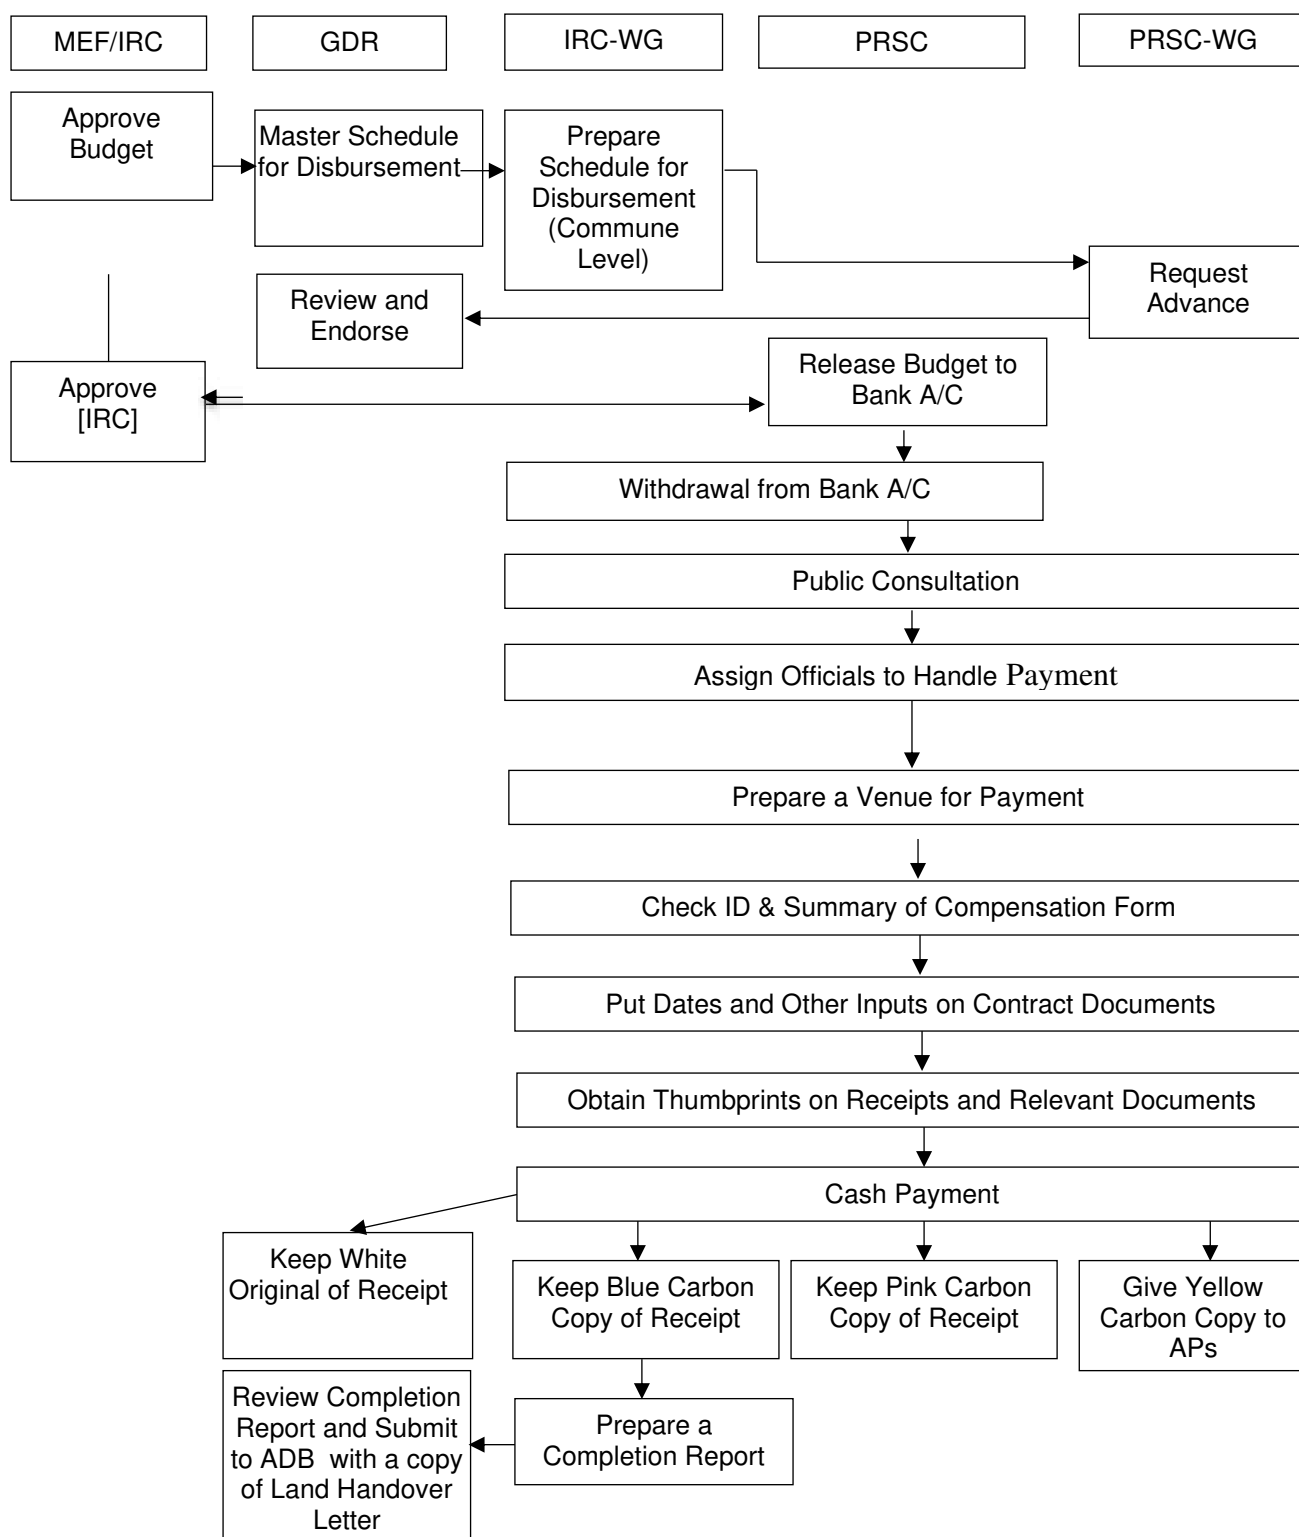 MEF/IRC
GDR
IRC-WG
PRSC
PRSC-WG
Approve
Budget
Master Schedule
for Disbursement
Prepare
Schedule for
Disbursement
(Commune
Level)
Request
Advance
Review and
Endorse
Approve
[IRC]
Release Budget to
Bank A/C
Withdrawal from Bank A/C
Public Consultation
Assign Officials to Handle Payment
Prepare a Venue for Payment
Check ID & Summary of Compensation Form
Put Dates and Other Inputs on Contract Documents
Obtain Thumbprints on Receipts and Relevant Documents
Cash Payment
Keep White
Original of Receipt
Keep Blue Carbon
Copy of Receipt
Keep Pink Carbon
Copy of Receipt
Give Yellow
Carbon Copy to
APs
Review Completion
Report and Submit
to ADB with a copy
of Land Handover
Letter
Prepare a
Completion Report